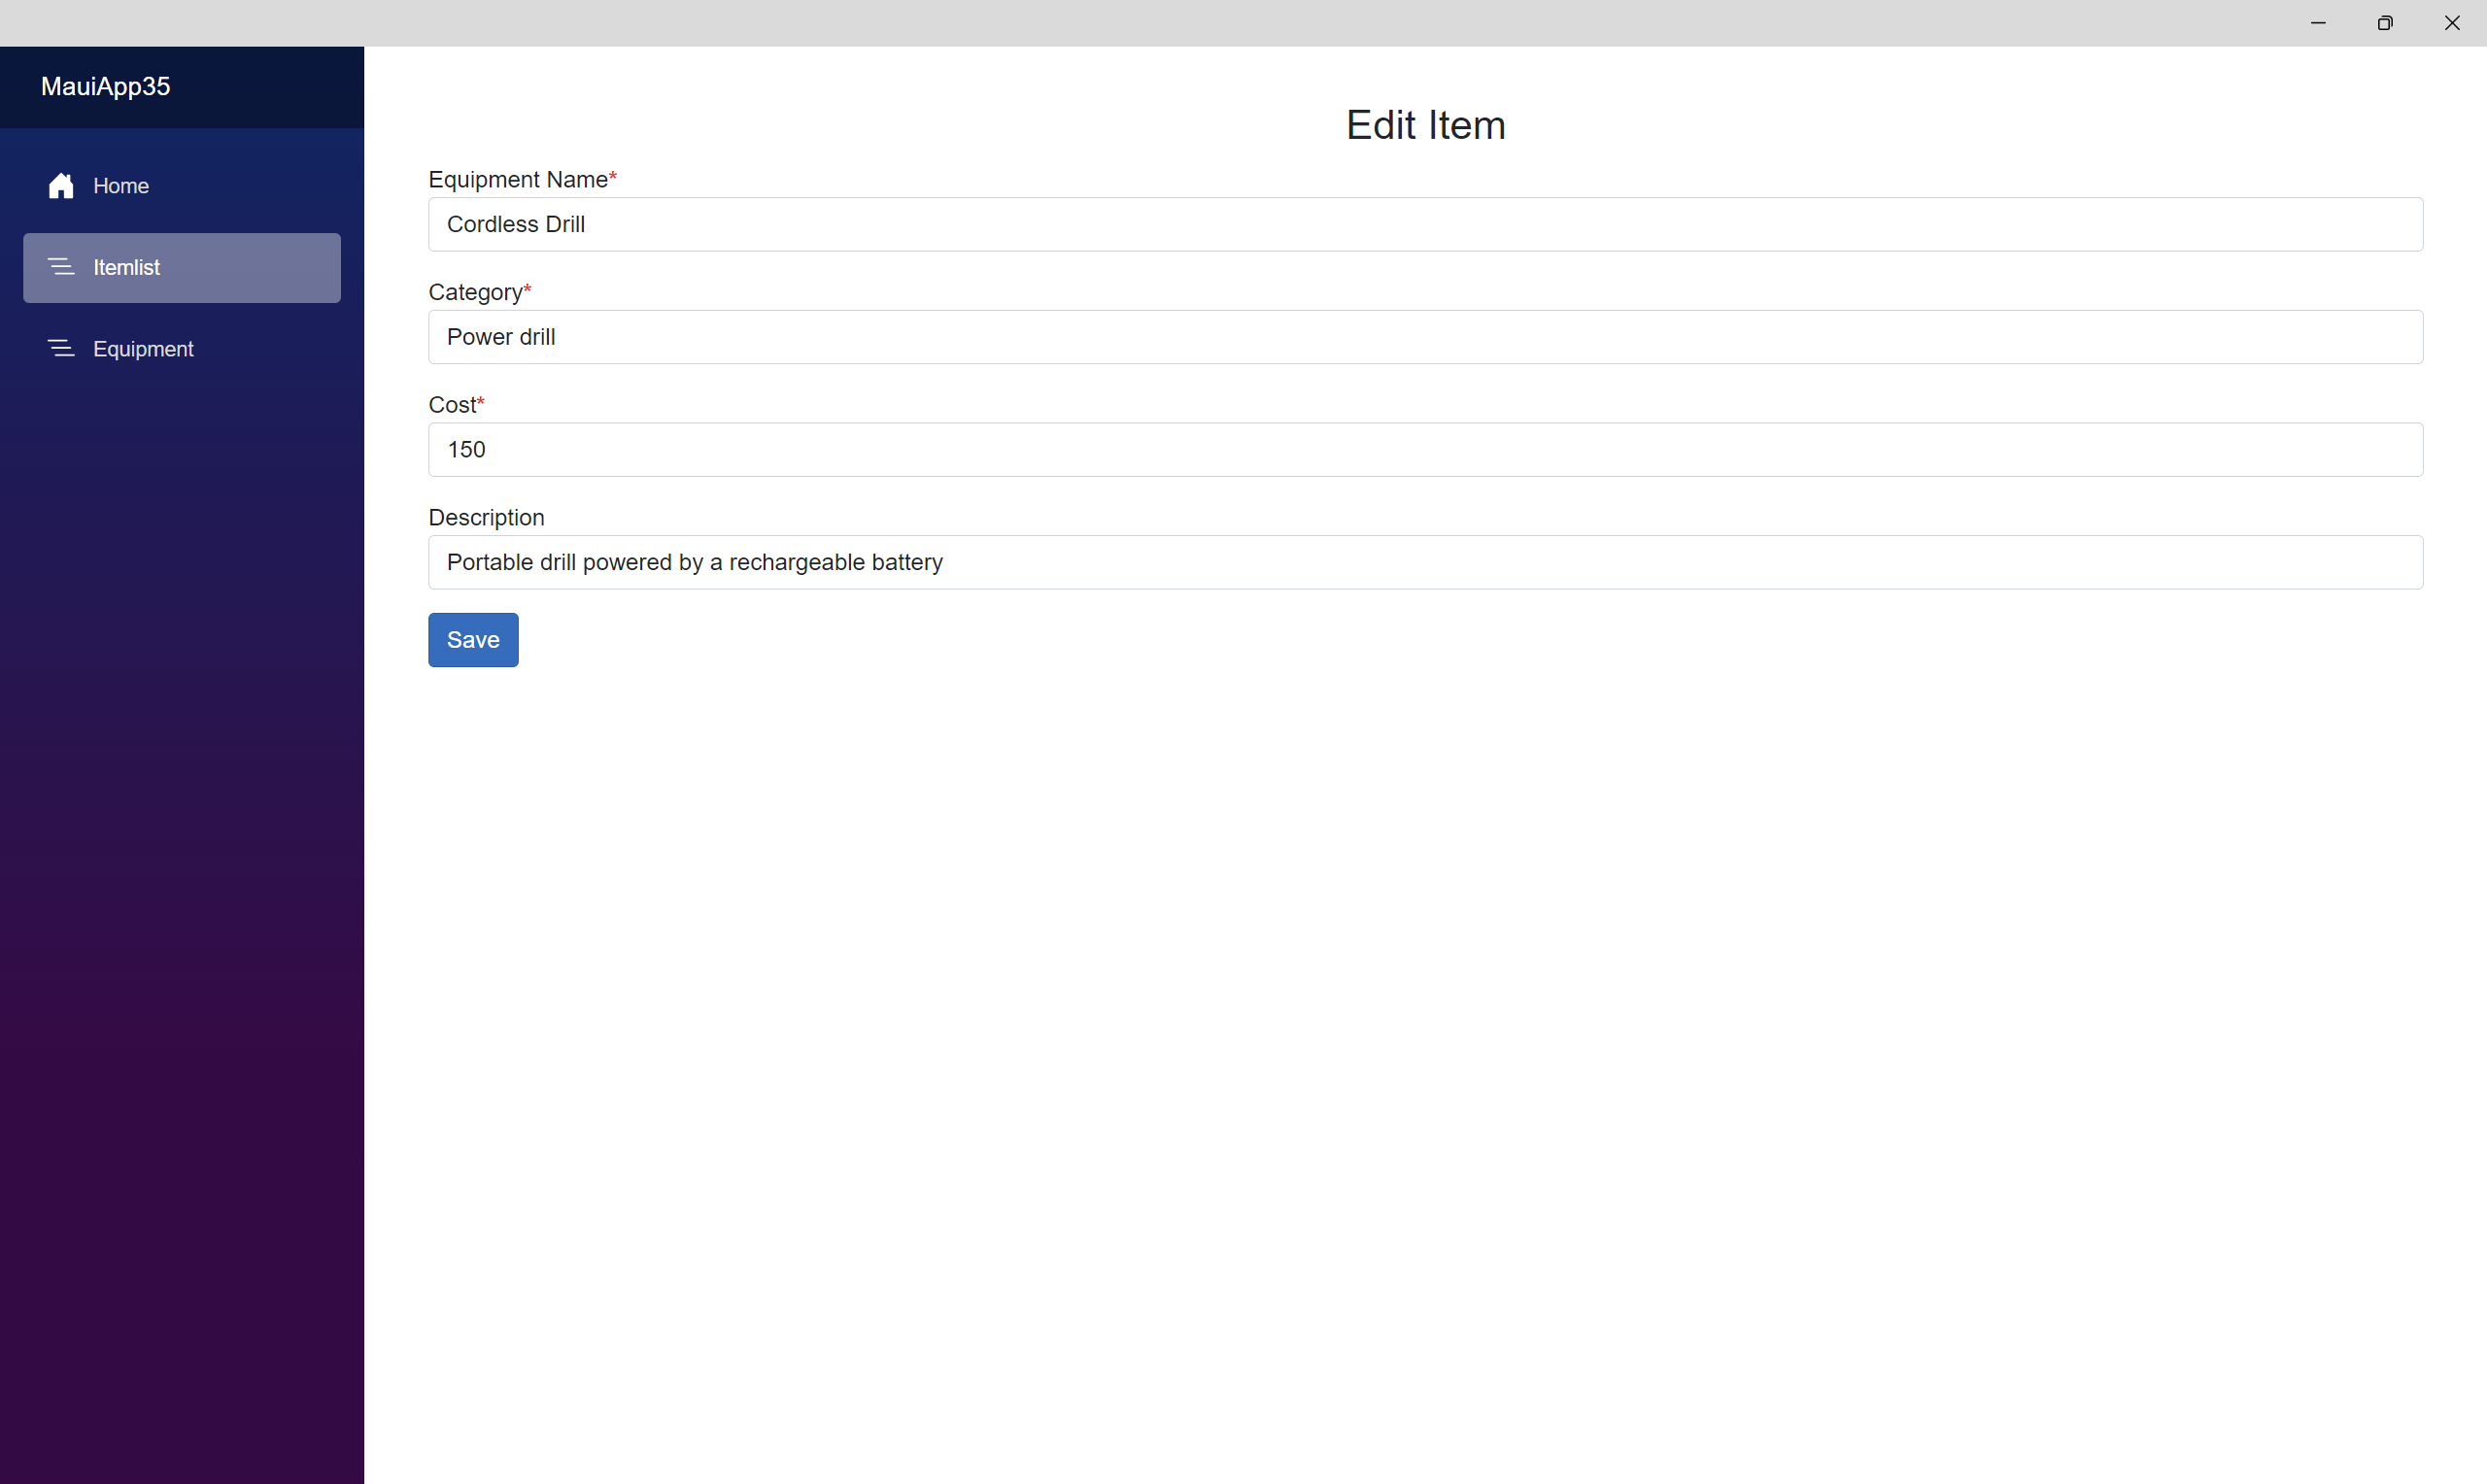 MauiApp35
Home
Itemlist
Equipment
Edit Item
Equipment Name*
Cordless Drill
Category*
Power drill
Cost*
150
Description
Portable drill powered by a rechargeable battery
Save